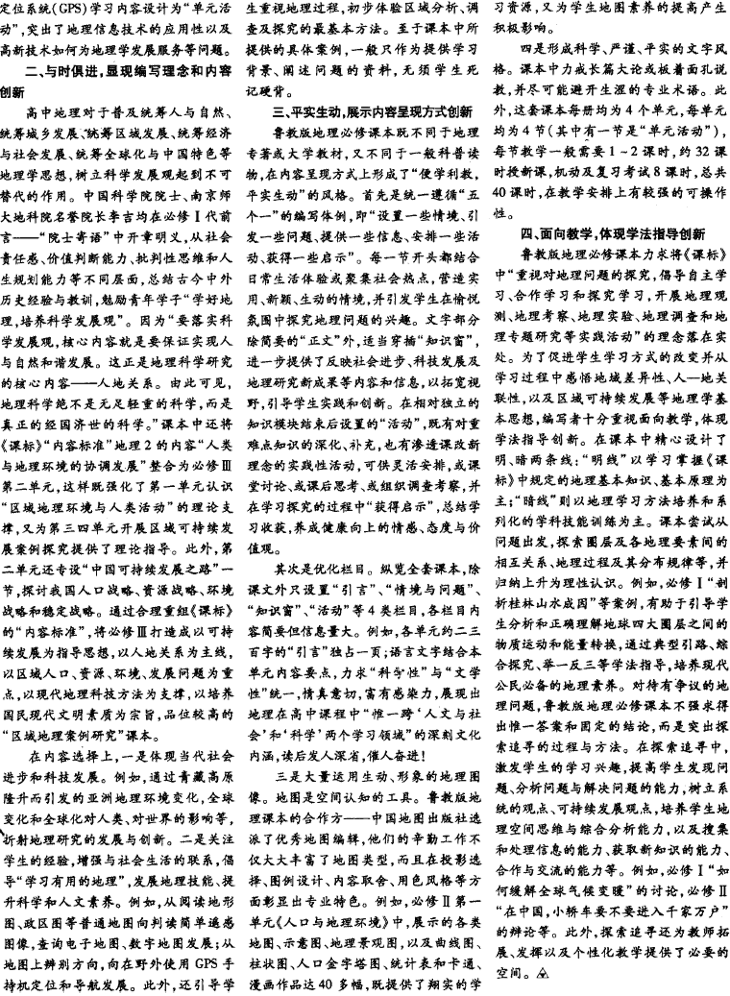 定位系统(GPS)学习内容设计为“单元活
动”,突出了地理信息技术的应用性以及
高新技术如何为地理学发展服务等问题。
二、与时俱进,显现编写理念和内容
创新
高中地理对于普及统筹人与自然、
统筹城乡发展、统筹区域发展、统筹经济
与社会发展、统筹全球化与中国特色等
地理学思想,树立科学发展观起到不可
替代的作用。中国科学院院士、南京师
大地科院名誉院长李吉均在必修Ⅰ代前
言——“院士寄语”中开章明义,从社会
责任感、价值判断能力、批判性思维和人
生规划能力等不同层面,总结古今中外
历史经验与教训,勉励青年学子“学好地
理,培养科学发展观”。因为“要落实科
学发展观,核心内容就是要保证实现人
与自然和谐发展。这正是地理科学研究
的核心内容——人地关系。由此可见,
地理科学绝不是无足轻重的科学,而是
真正的经国济世的科学。”课本中还将
《课标》“内容标准”地理2的内容“人类
与地理环境的协调发展”整合为必修Ⅲ
第二单元,这样既强化了第一单元认识
“区域地理环境与人类活动”的理论支
撑,又为第三四单元开展区域可持续发
展案例探究提供了理论指导。此外,第
二单元还专设“中国可持续发展之路”一
节,探讨我国人口战略、资源战略、环境
战略和稳定战略。通过合理重组《课标》
的“内容标准”,将必修Ⅲ打造成以可持
续发展为指导思想,以人地关系为主线,
以区域人口、资源、环境、发展问题为重
点,以现代地理科技方法为支撑,以培养
国民现代文明素质为宗旨,品位较高的
“区域地理案例研究”课本。
在内容选择上,一是体现当代社会
进步和科技发展。例如,通过青藏高原
隆升而引发的亚洲地理环境变化,全球
变化和全球化对人类、对世界的影响等,
折射地理研究的发展与创新。二是关注
学生的经验,增强与社会生活的联系,倡
导“学习有用的地理”,发展地理技能、提
升科学和人文素养。例如,从阅读地形
图、政区图等普通地图向判读简单遥感
图像,查询电子地图、数字地图发展;从
地图上辨别方向,向在野外使用GPS手
持机定位和导航发展。此外,还引导学
生重视地理过程,初步体验区域分析、调
查及探究的最基本方法。至于课本中所
提供的具体案例,一般只作为提供学习
背景、阐述问题的资料,无须学生死
记硬背。
三、平实生动,展示内容呈现方式创新
鲁教版地理必修课本既不同于地理
专著或大学教材,又不同于一般科普读
物,在内容呈现方式上形成了“便学利教,
平实生动”的风格。首先是统一遵循“五
个一”的编写体例,即“设置一些情境、引
发一些问题、提供一些信息、安排一些活
动、获得一些启示”。每一节开头都结合
日常生活体验或聚集社会热点,营造实
用、新颖、生动的情境,并引发学生在愉悦
氛围中探究地理问题的兴趣。文字部分
除简要的“正文”外,适当穿插“知识窗”,
进一步提供了反映社会进步、科技发展及
地理研究新成果等内容和信息,以拓宽视
野,引导学生实践和创新。在相对独立的
知识模块结束后设置的“活动”,既有对重
难点知识的深化、补充,也有渗透课改新
理念的实践性活动,可供灵活安排,或课
堂讨论、或课后思考、或组织调查考察,并
在学习探究的过程中“获得启示”,总结学
习收获,养成健康向上的情感、态度与价
值观。
其次是优化栏目。纵览全套课本,除
课文外只设置“引言”、“情境与问题”、
“知识窗”、“活动”等4类栏目,各栏目内
容简要但信息量大。例如,各单元约二三
百字的“引言”独占一页;语言文字结合本
单元内容要点,力求“科学性”与“文学
性”统一,情真意切,富有感染力,展现出
地理在高中课程中“惟一跨‘人文与社
会’和‘科学’两个学习领域”的深刻文化
内涵,读后发人深省,催人奋进!
三是大量运用生动、形象的地理图
像。地图是空间认知的工具。鲁教版地
理课本的合作方——中国地图出版社选
派了优秀地图编辑,他们的辛勤工作不
仅大大丰富了地图类型,而且在投影选
择、图例设计、内容取舍、用色风格等方
面彰显出专业特色。例如,必修Ⅱ第一
单元《人口与地理环境》中,展示的各类
地图、示意图、地理景观图,以及曲线图、
柱状图、人口金字塔图、统计表和卡通、
漫画作品达40多幅,既提供了翔实的学
习资源,又为学生地图素养的提高产生
积极影响。
四是形成科学、严谨、平实的文字风
格。课本中力戒长篇大论或板着面孔说
教,并尽可能避开生涩的专业术语。此
外,这套课本每册均为4个单元,每单元
均为4节(其中有一节是“单元活动”),
每节教学一般需要1~2课时,约32课
时授新课,机动及复习考试8课时,总共
40课时,在教学安排上有较强的可操作
性。
四、面向教学,体现学法指导创新
鲁教版地理必修课本力求将《课标》
中“重视对地理问题的探究,倡导自主学
习、合作学习和探究学习,开展地理观
测、地理考察、地理实验、地理调查和地
理专题研究等实践活动”的理念落在实
处。为了促进学生学习方式的改变并从
学习过程中感悟地域差异性、人—地关
联性,以及区域可持续发展等地理学基
本思想,编写者十分重视面向教学,体现
学法指导创新。在课本中精心设计了
明、暗两条线:“明线”以学习掌握《课
标》中规定的地理基本知识、基本原理为
主;“暗线”则以地理学习方法培养和系
列化的学科技能训练为主。课本尝试从
问题出发,探索圈层及各地理要素间的
相互关系、地理过程及其分布规律等,并
归纳上升为理性认识。例如,必修Ⅰ“剖
析桂林山水成因”等案例,有助于引导学
生分析和正确理解地球四大圈层之间的
物质运动和能量转换,通过典型引路、综
合探究、举一反三等学法指导,培养现代
公民必备的地理素养。对待有争议的地
理问题,鲁教版地理必修课本不强求得
出惟一答案和固定的结论,而是突出探
索追寻的过程与方法。在探索追寻中,
激发学生的学习兴趣,提高学生发现问
题、分析问题与解决问题的能力,树立系
统的观点、可持续发展观点,培养学生地
理空间思维与综合分析能力,以及搜集
和处理信息的能力、获取新知识的能力、
合作与交流的能力等。例如,必修Ⅰ“如
何缓解全球气候变暖”的讨论,必修Ⅱ
“在中国,小轿车要不要进入千家万户”
的辩论等。此外,探索追寻还为教师拓
展、发挥以及个性化教学提供了必要的
空间。